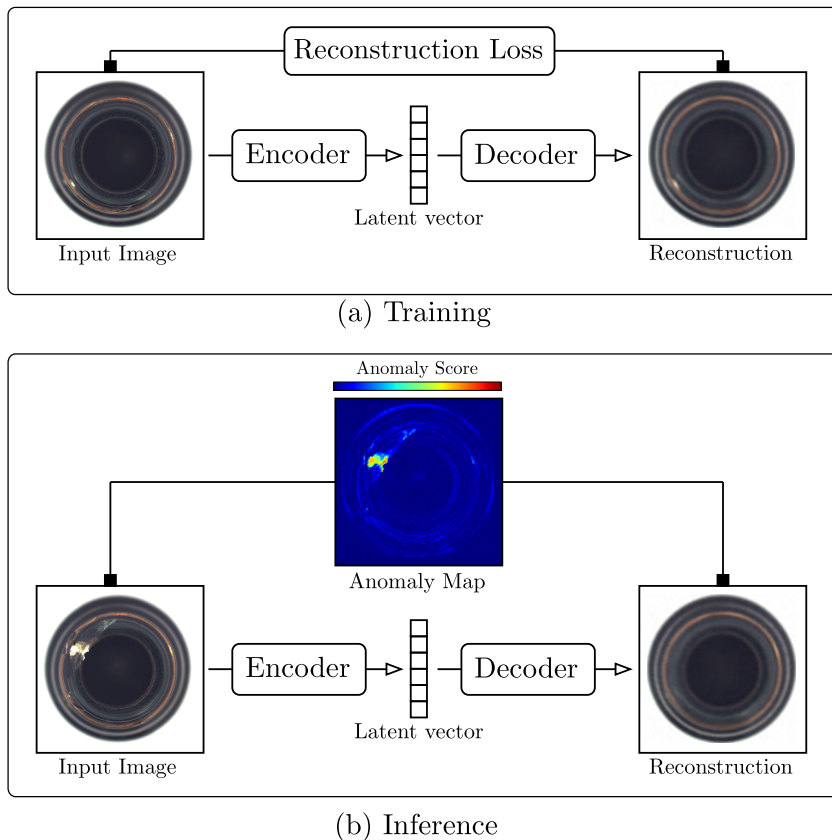 Reconstruction Loss
Encoder
Decoder
Latent vector
Input Image
Reconstruction
(a) Training
Anomaly Score
Anomaly Map
Encoder
Decoder
Latent vector
Input Image
Reconstruction
(b) Inference